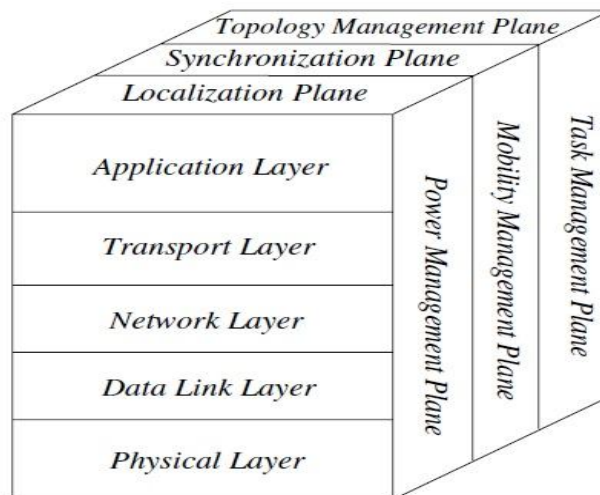 Topology Management Plane
Synchronization Plane
Localization Plane
Application Layer
Transport Layer
Network Layer
Data Link Layer
Physical Layer
Power Management Plane
Mobility Management Plane
Task Management Plane